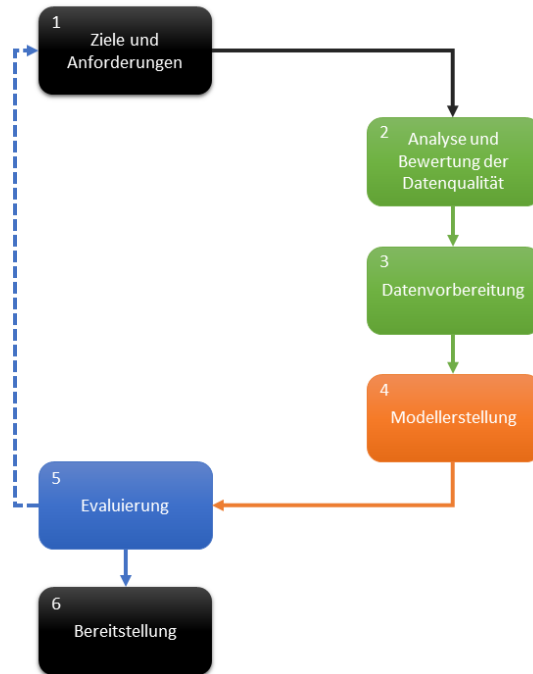 1
Ziele und
Anforderungen
2
Analyse und
Bewertung der
Datenqualität
3
Datenvorbereitung
4
Modellerstellung
5
Evaluierung
6
Bereitstellung